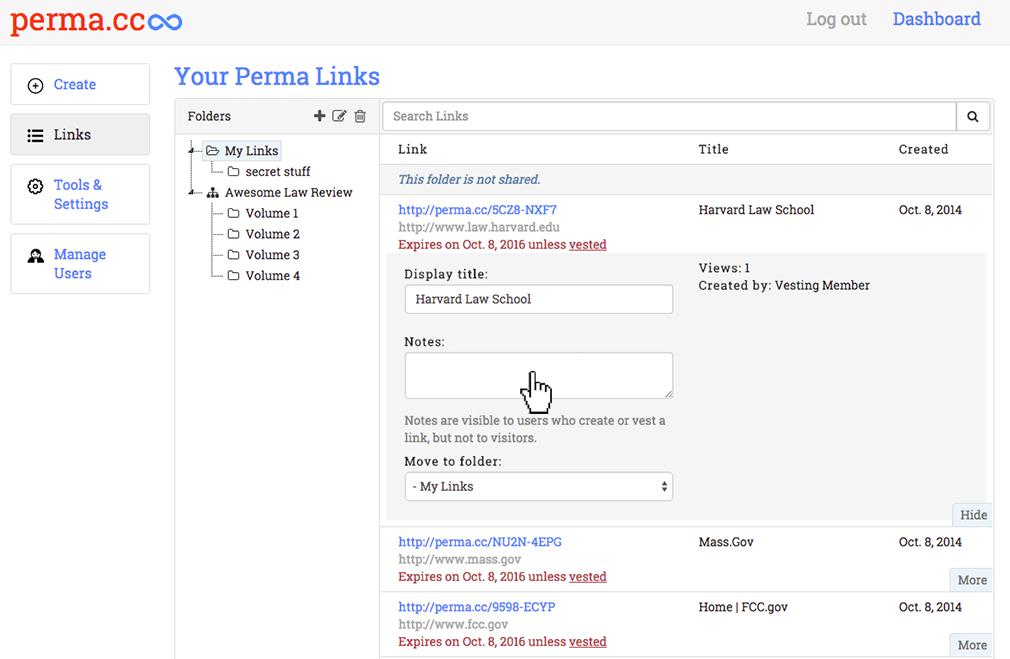 perma.cc
Log out
Dashboard
Create
Links
Tools &
Settings
Manage
Users
Your Perma Links
Folders
My Links
secret stuff
Awesome Law Review
Volume 1
Volume 2
Volume 3
Volume 4
Search Links
Link Title Created
This folder is not shared.
http://perma.cc/5CZ8-NXF7 Harvard Law School Oct. 8, 2014
http://www.law.harvard.edu
Expires on Oct. 8, 2016 unless vested
Display title:
Harvard Law School
Views: 1
Created by: Vesting Member
Notes:
Notes are visible to users who create or vest a
link, but not to visitors.
Move to folder:
- My Links
Hide
http://perma.cc/NU2N-4EPG Mass.Gov Oct. 8, 2014
http://www.mass.gov
Expires on Oct. 8, 2016 unless vested
More
http://perma.cc/9598-ECYP Home | FCC.gov Oct. 8, 2014
http://www.fcc.gov
Expires on Oct. 8, 2016 unless vested
More